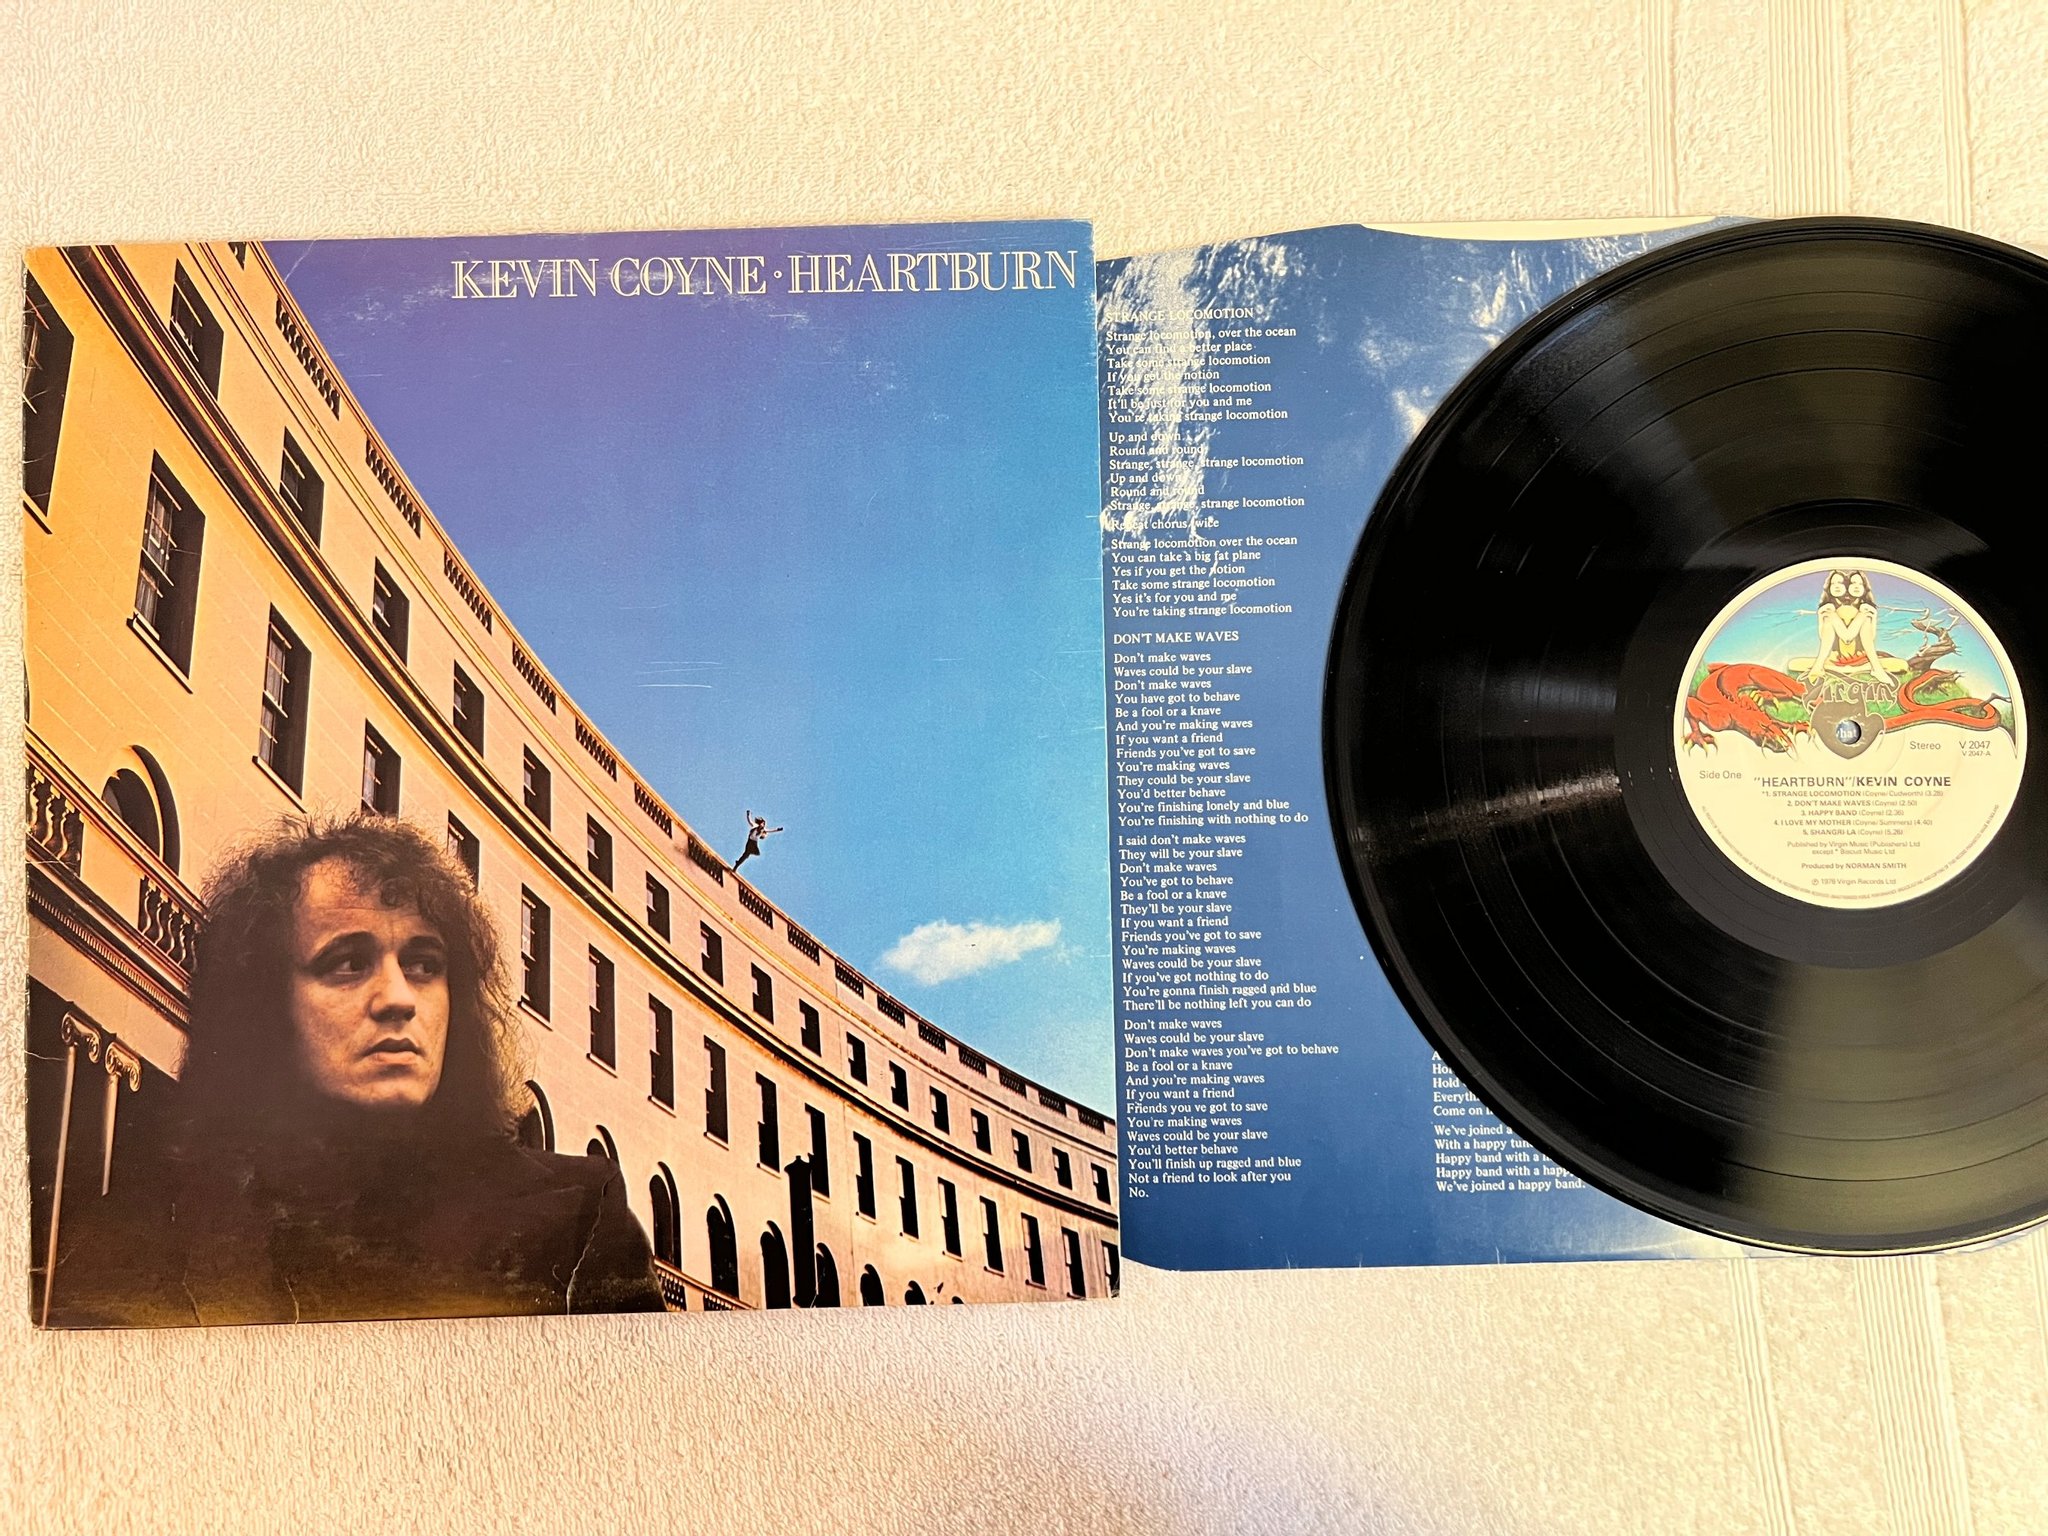 KEVIN COYNE · HEARTBURN
STRANGE LOCOMOTION
Strange locomotion, over the ocean
You can find a better place
Take some strange locomotion
If you get the notion
Take some strange locomotion
It'll be just for you and me
You're taking strange locomotion
Up and down
Round and round
Strange, strange, strange locomotion
Up and down
Round and round
Strange, strange, strange locomotion
Repeat chorus twice
Strange locomotion over the ocean
You can take a big fat plane
Yes if you get the notion
Take some strange locomotion
Yes it's for you and me
You're taking strange locomotion
DON'T MAKE WAVES
Don't make waves
Waves could be your slave
Don't make waves
You have got to behave
Be a fool or a knave
And you're making waves
If you want a friend
Friends you've got to save
You're making waves
They could be your slave
You'd better behave
You're finishing lonely and blue
You're finishing with nothing to do
I said don't make waves
They will be your slave
Don't make waves
You've got to behave
Be a fool or a knave
They'll be your slave
If you want a friend
Friends you've got to save
You're making waves
Waves could be your slave
If you've got nothing to do
You're gonna finish ragged and blue
There'll be nothing left you can do
Don't make waves
Waves could be your slave
Don't make waves you've got to behave
Be a fool or a knave
And you're making waves
If you want a friend
Friends you've got to save
You're making waves
Waves could be your slave
You'd better behave
You'll finish up ragged and blue
Not a friend to look after you
No.
Hold
Come on
We've joined a
With a happy
Happy band with a
Happy band with a
We've joined a happy band.
Virgin
Stereo V 2047
V 2047-A
Side One
"HEARTBURN"/KEVIN COYNE
*1. STRANGE LOCOMOTION (Coyne/Cudworth) (3.28)
2. DON'T MAKE WAVES (Coyne) (2.50)
3. HAPPY BAND (Coyne) (2.36)
4. I LOVE MY MOTHER (Coyne/Summers) (4.40)
5. SHANGRI-LA (Coyne) (5.26)
Published by Virgin Music (Publishers) Ltd
except * Biscuit Music Ltd
Produced by NORMAN SMITH
℗ 1976 Virgin Records Ltd